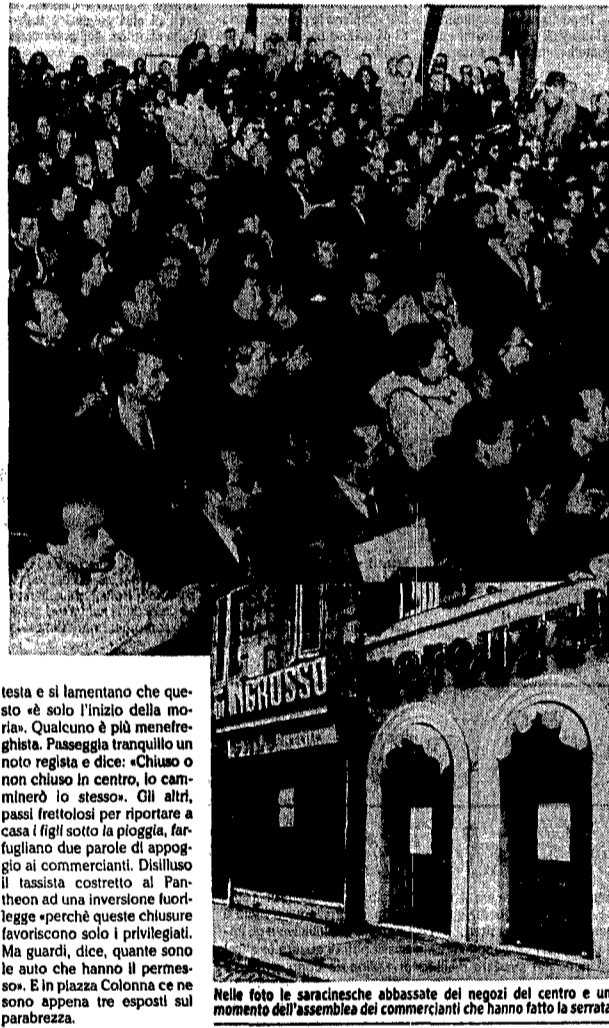 INGROSSO
testa e si lamentano che que-
sto «è solo l'inizio della mo-
ria». Qualcuno è più menefre-
ghista. Passeggia tranquillo un
noto regista e dice: «Chiuso o
non chiuso in centro, io cam-
minerò lo stesso». Gli altri,
passi frettolosi per riportare a
casa i figli sotto la pioggia, far-
fugliano due parole di appog-
gio ai commercianti. Disilluso
il tassista costretto al Pan-
theon ad una inversione fuori-
legge «perchè queste chiusure
favoriscono solo i privilegiati.
Ma guardi, dice, quante sono
le auto che hanno il permes-
so». E in piazza Colonna ce ne
sono appena tre esposti sul
parabrezza.
Nelle foto le saracinesche abbassate dei negozi del centro e un
momento dell'assemblea dei commercianti che hanno fatto la serrata